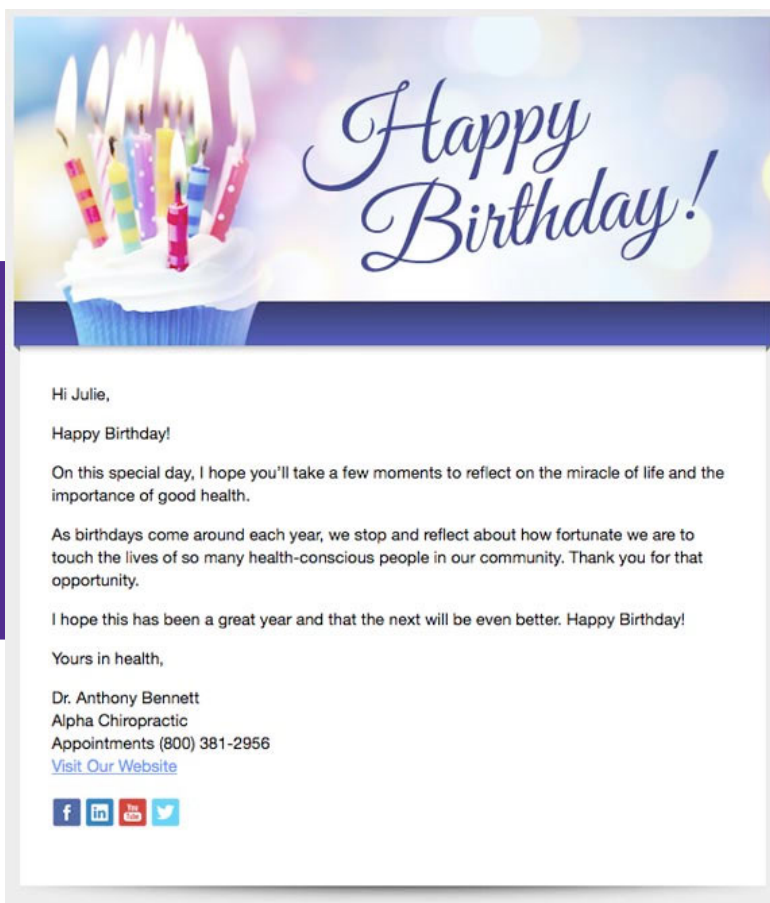 Happy
Birthday!
Hi Julie,
Happy Birthday!
On this special day, I hope you'll take a few moments to reflect on the miracle of life and the
importance of good health.
As birthdays come around each year, we stop and reflect about how fortunate we are to
touch the lives of so many health-conscious people in our community. Thank you for that
opportunity.
I hope this has been a great year and that the next will be even better. Happy Birthday!
Yours in health,
Dr. Anthony Bennett
Alpha Chiropractic
Appointments (800) 381-2956
Visit Our Website
f in You Tube